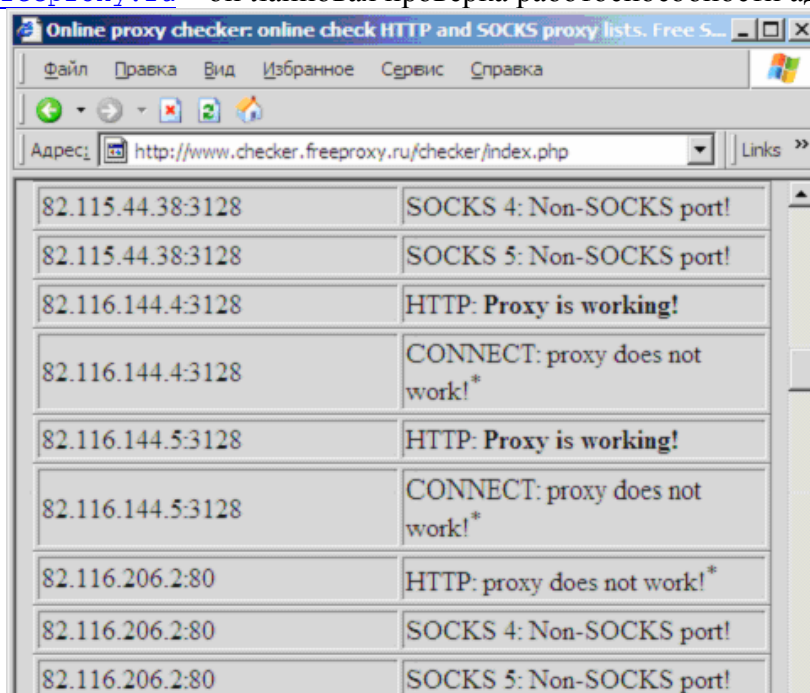 freeproxy.ru – он-лайновая проверка работоспособности
Online proxy checker: online check HTTP and SOCKS proxy lists. Free S...
Файл Правка Вид Избранное Сервис Справка
Адрес: http://www.checker.freeproxy.ru/checker/index.php Links »
82.115.44.38:3128 SOCKS 4: Non-SOCKS port!
82.115.44.38:3128 SOCKS 5: Non-SOCKS port!
82.116.144.4:3128 HTTP: Proxy is working!
82.116.144.4:3128 CONNECT: proxy does not
work!*
82.116.144.5:3128 HTTP: Proxy is working!
82.116.144.5:3128 CONNECT: proxy does not
work!*
82.116.206.2:80 HTTP: proxy does not work!*
82.116.206.2:80 SOCKS 4: Non-SOCKS port!
82.116.206.2:80 SOCKS 5: Non-SOCKS port!